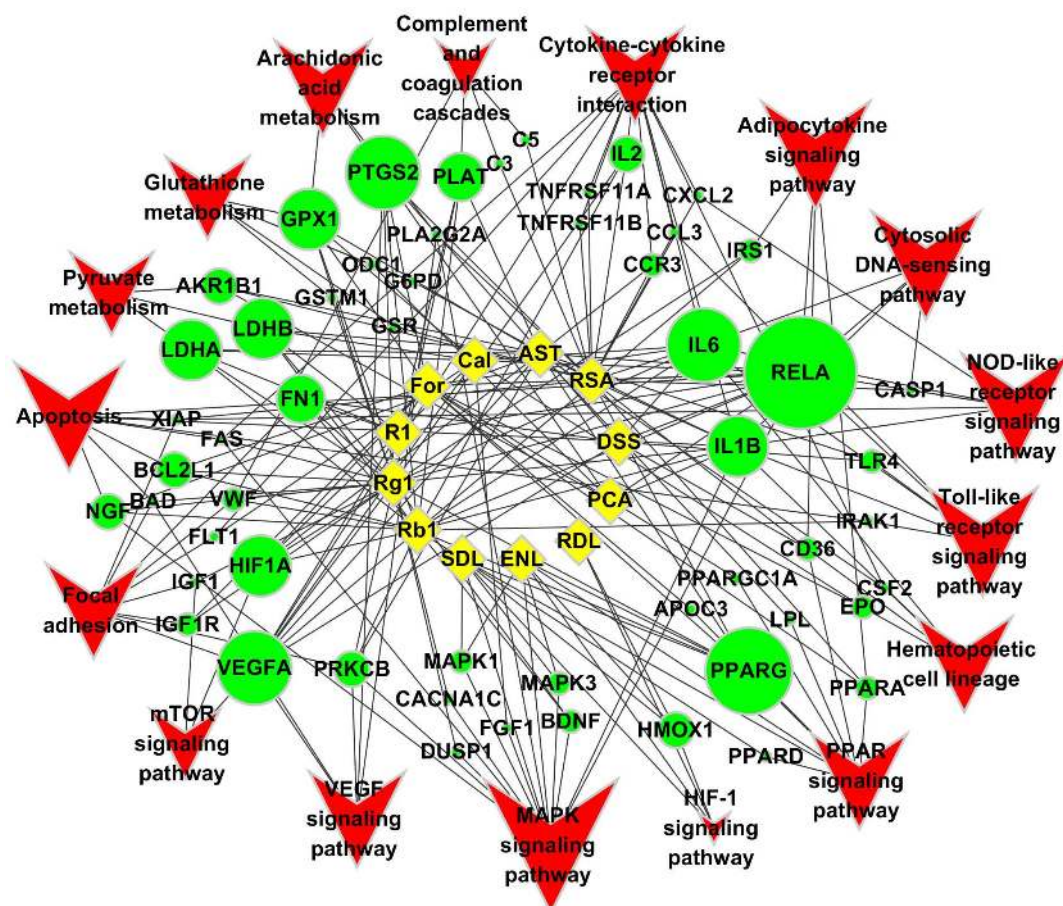 Complement
and
coagulation
cascades
Cytokine-cytokine
receptor
interaction
Arachidonic
acid
metabolism
Adipocytokine
signaling
pathway
Glutathione
metabolism
Cytosolic
DNA-sensing
pathway
Pyruvate
metabolism
NOD-like
receptor
signaling
pathway
Apoptosis
Toll-like
receptor
signaling
pathway
Focal
adhesion
Hematopoietic
cell lineage
mTOR
signaling
pathway
VEGF
signaling
pathway
MAPK
signaling
pathway
HIF-1
signaling
pathway
PPAR
signaling
pathway
C5
C3
IL2
PTGS2
PLAT
TNFRSF11A
CXCL2
GPX1
TNFRSF11B
PLA2G2A
CCL3
IRS1
ODC1
G6PD
CCR3
AKR1B1
GSTM1
GSR
LDHB
LDHA
IL6
RELA
CASP1
FN1
XIAP
FAS
IL1B
TLR4
BCL2L1
BAD
VWF
NGF
FLT1
IRAK1
CD36
HIF1A
IGF1
IGF1R
PPARGC1A
CSF2
EPO
APOC3
LPL
VEGFA
PRKCB
MAPK1
MAPK3
CACNA1C
FGF1
BDNF
DUSP1
PPARG
PPARA
HMOX1
PPARD
Cal
AST
RSA
For
R1
DSS
Rg1
PCA
Rb1
SDL
ENL
RDL